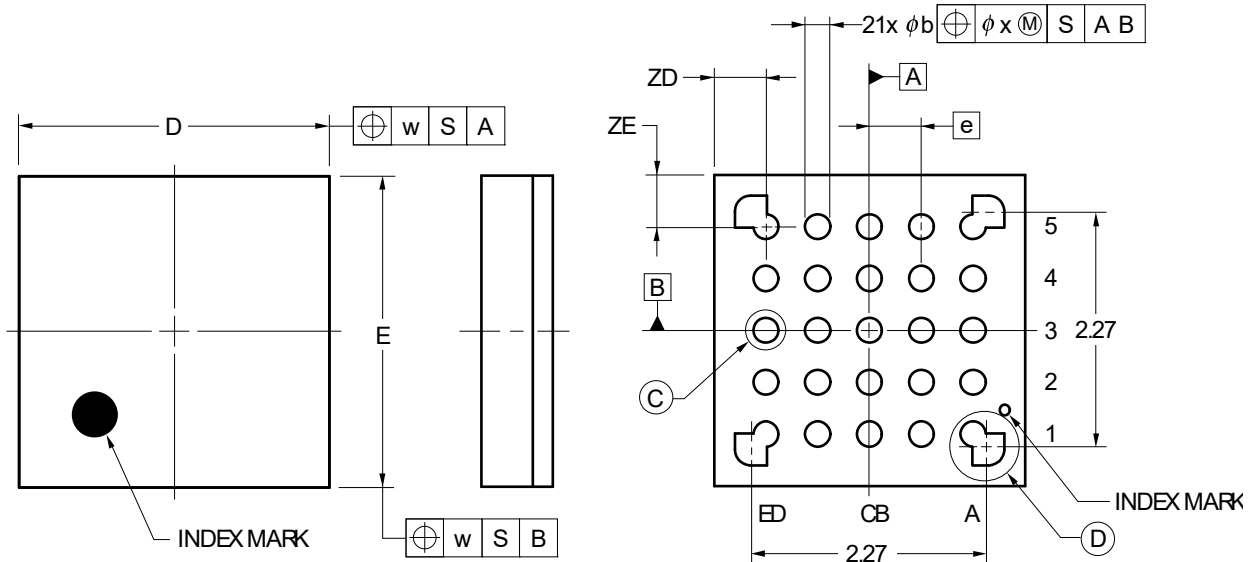 21x ϕb ⌖ ϕx Ⓜ S A B
A
ZD
e
D
⌖ w S A
ZE
5
4
B
E
3
2.27
2
C
1
INDEX MARK
ED CB A
INDEX MARK
⌖ w S B
D
2.27